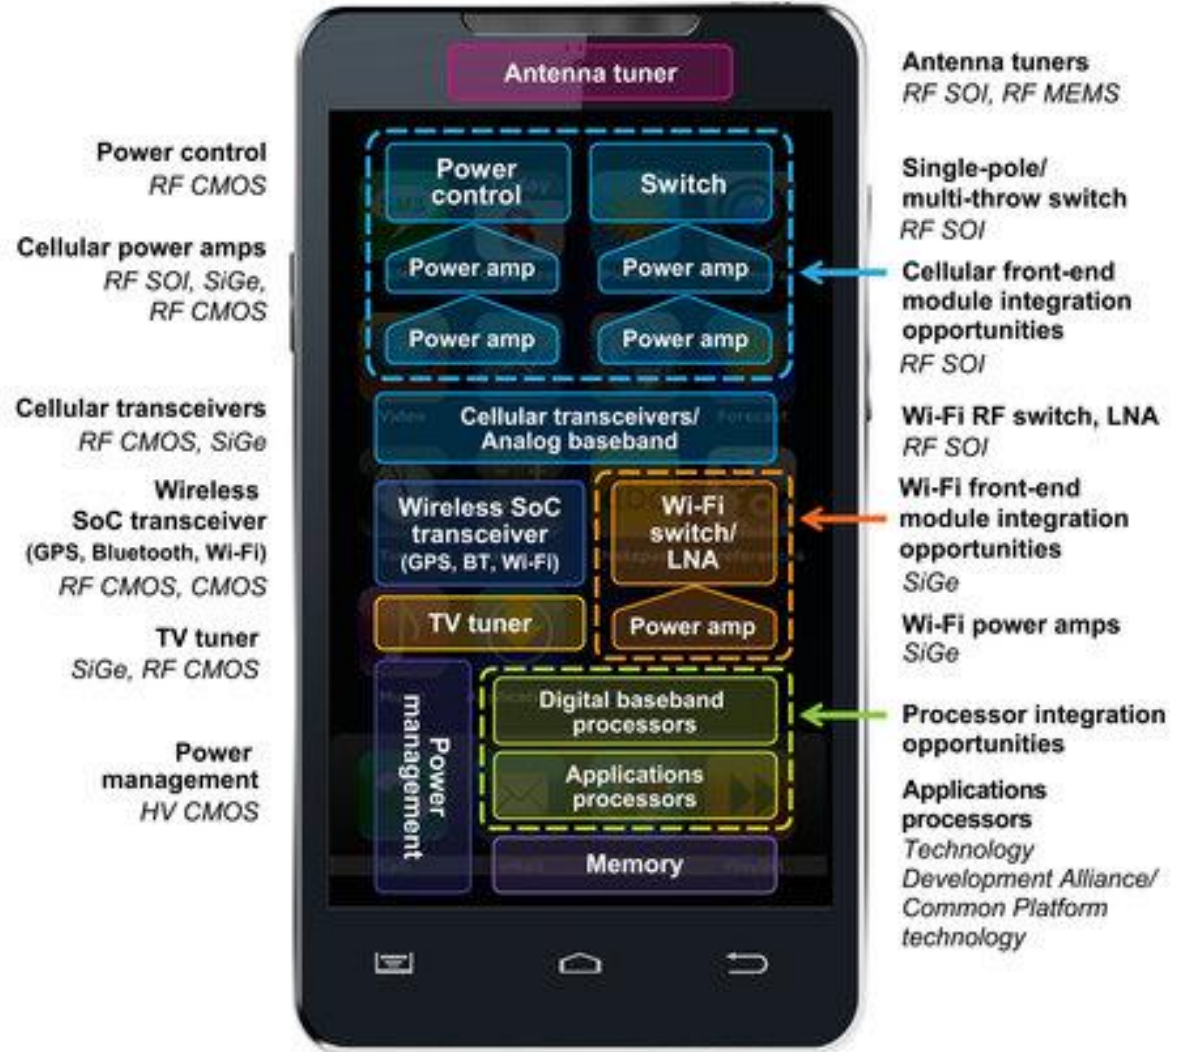 Antenna tuner
Power
control
Switch
Power amp
Power amp
Power amp
Power amp
Cellular transceivers/
Analog baseband
Wireless SoC
transceiver
(GPS, BT, Wi-Fi)
Wi-Fi
switch/
LNA
TV tuner
Power amp
Power
management
Digital baseband
processors
Applications
processors
Memory
Power control
RF CMOS
Cellular power amps
RF SOI, SiGe,
RF CMOS
Cellular transceivers
RF CMOS, SiGe
Wireless
SoC transceiver
(GPS, Bluetooth, Wi-Fi)
RF CMOS, CMOS
TV tuner
SiGe, RF CMOS
Power
management
HV CMOS
Antenna tuners
RF SOI, RF MEMS
Single-pole/
multi-throw switch
RF SOI
Cellular front-end
module integration
opportunities
RF SOI
Wi-Fi RF switch, LNA
RF SOI
Wi-Fi front-end
module integration
opportunities
SiGe
Wi-Fi power amps
SiGe
Processor integration
opportunities
Applications
processors
Technology
Development Alliance/
Common Platform
technology